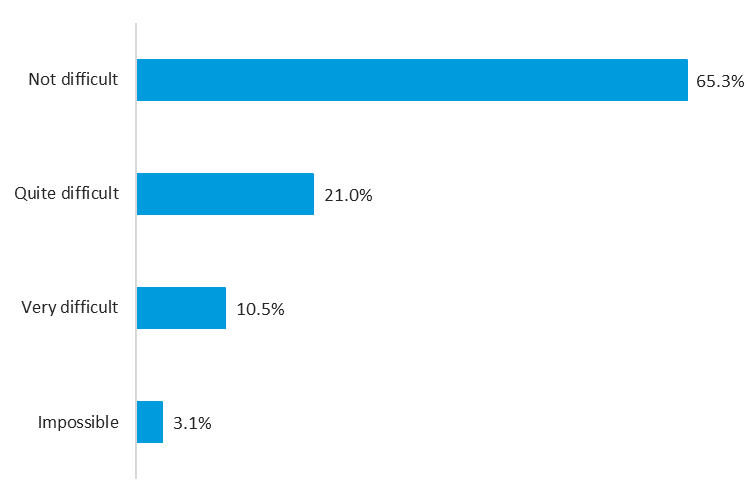 Not difficult 65.3%
Quite difficult 21.0%
Very difficult 10.5%
Impossible 3.1%